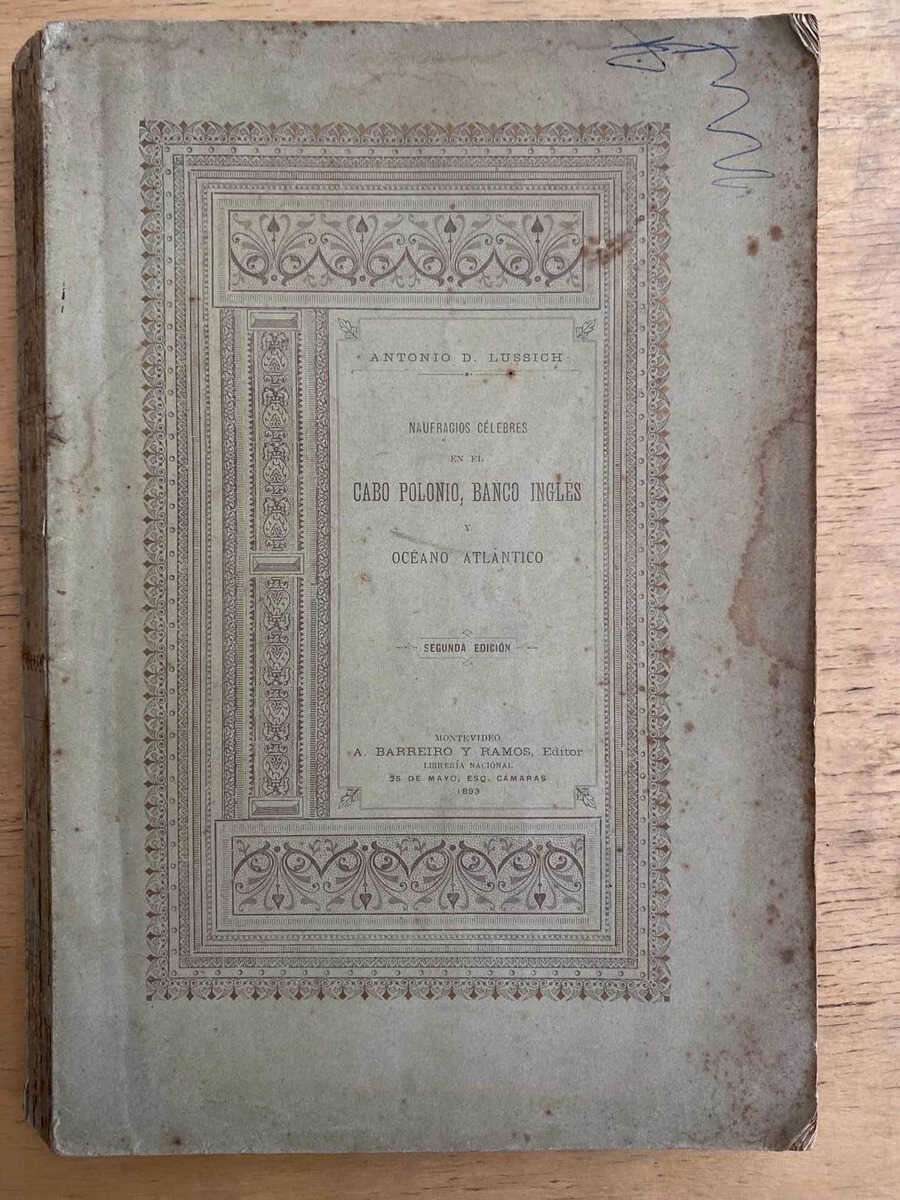 ANTONIO D. LUSSICH
NAUFRAGIOS CÉLEBRES
EN EL
CABO POLONIO, BANCO INGLÉS
Y
OCÉANO ATLÁNTICO
SEGUNDA EDICIÓN
MONTEVIDEO
A. BARREIRO Y RAMOS, Editor
LIBRERÍA NACIONAL
25 DE MAYO, ESQ. CÁMARAS
1893